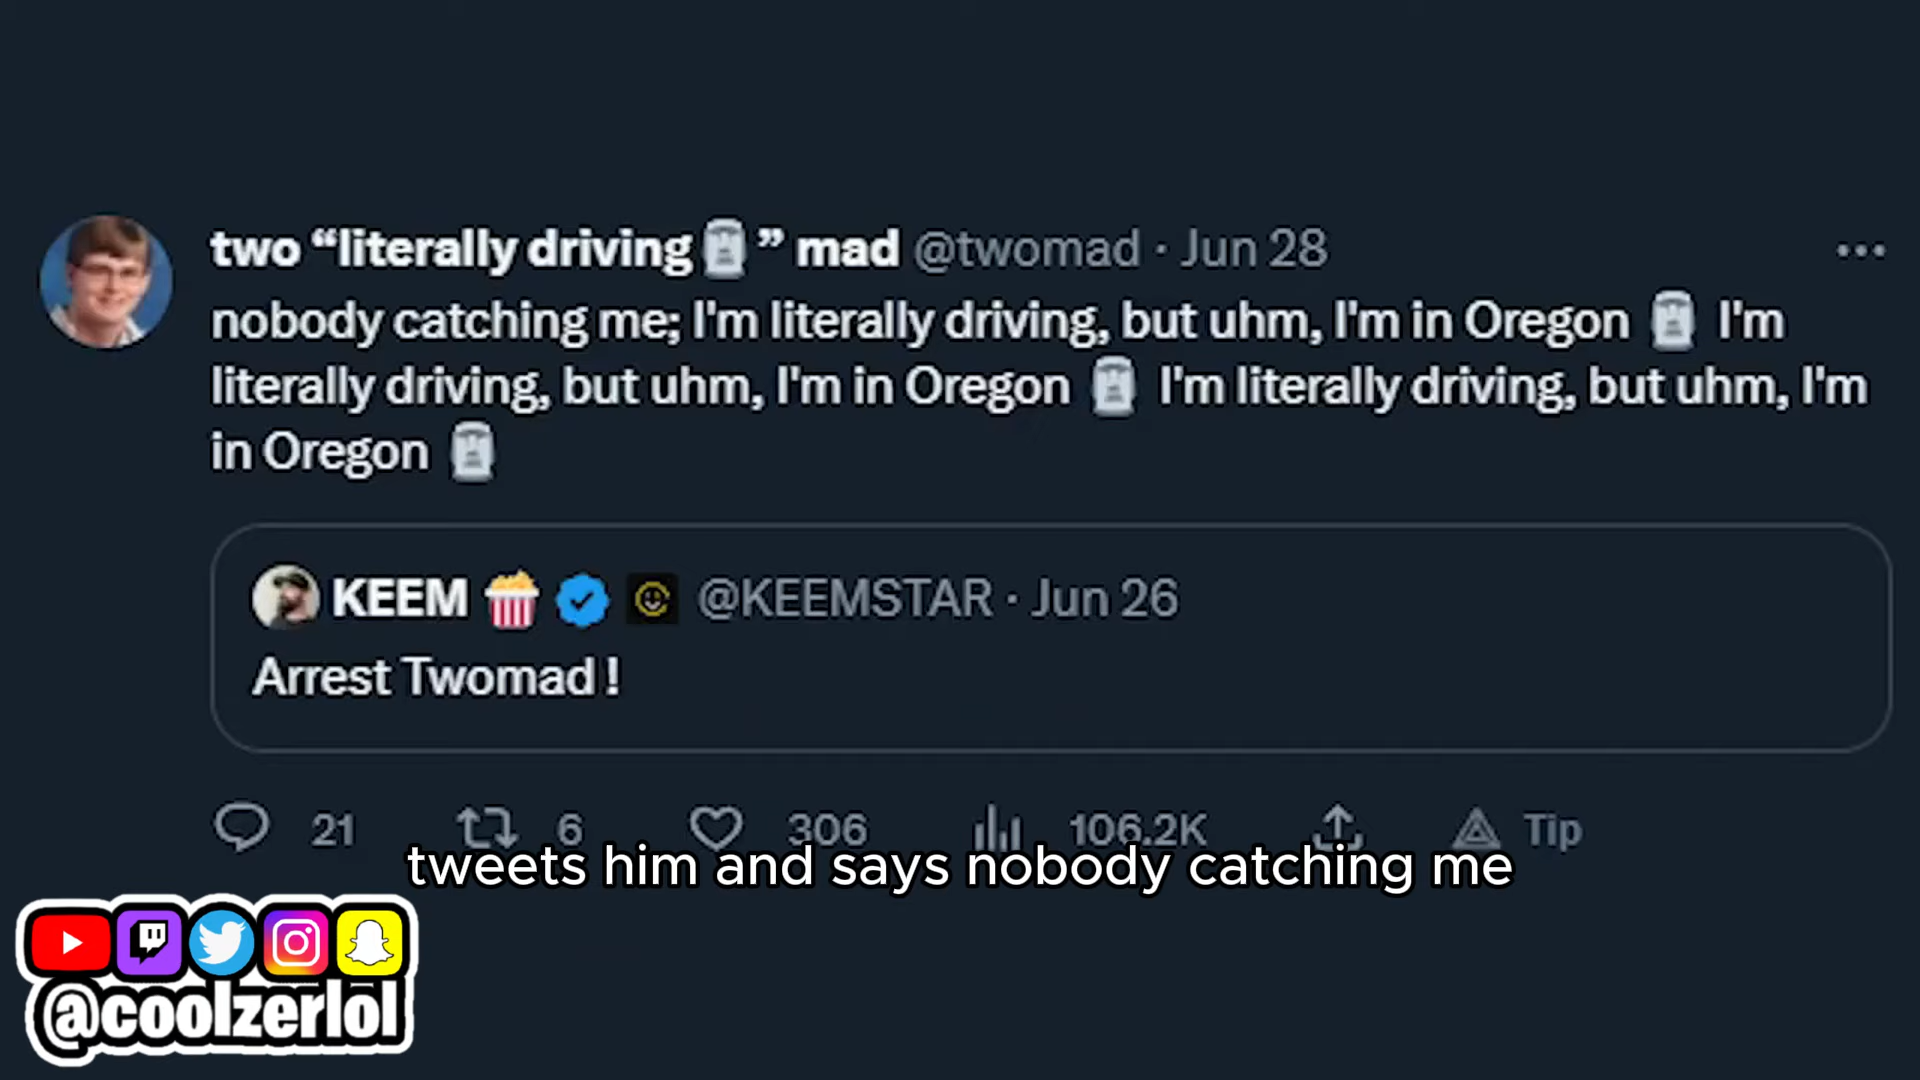 two “literally driving🗿” mad @twomad · Jun 28
nobody catching me; I'm literally driving, but uhm, I'm in Oregon 🗿 I'm
literally driving, but uhm, I'm in Oregon 🗿 I'm literally driving, but uhm, I'm
in Oregon 🗿
KEEM 🍿 @KEEMSTAR · Jun 26
Arrest Twomad !
21 6 306 106.2K Tip
tweets him and says nobody catching me
@coolzerlol